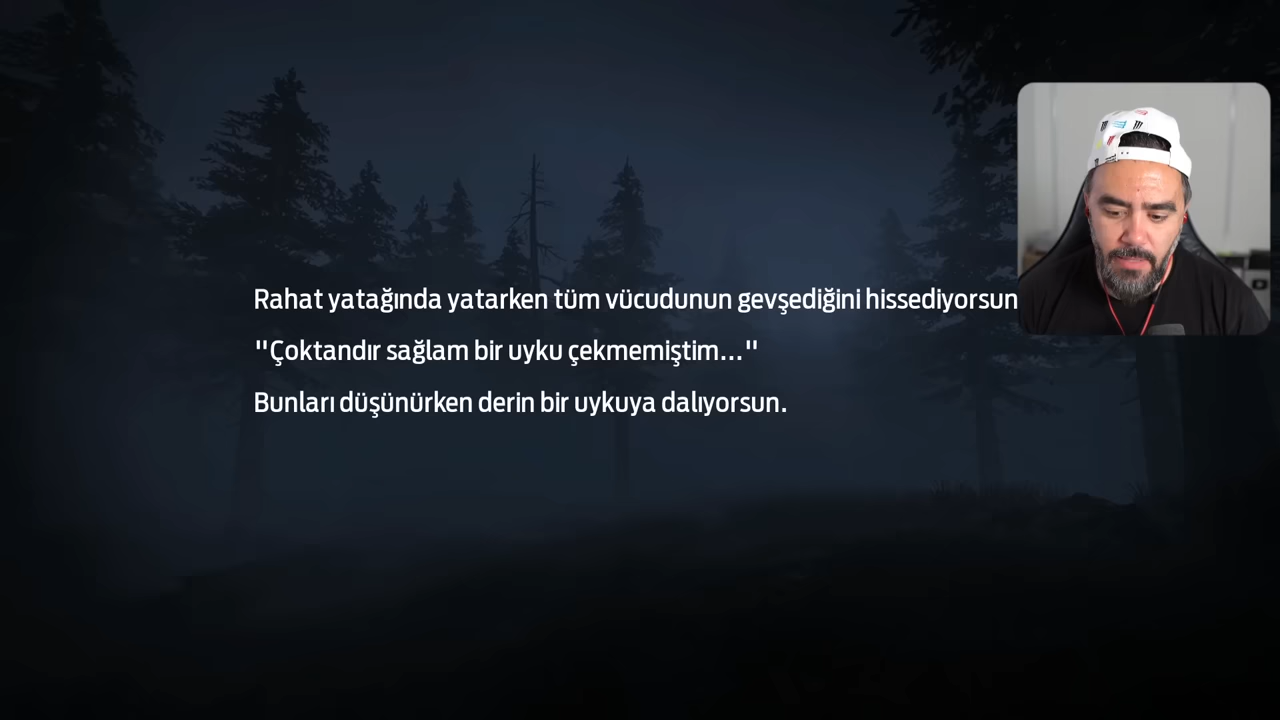 Rahat yatağında yatarken tüm vücudunun gevşediğini hissediyorsun
"Çoktandır sağlam bir uyku çekmemiştim..."
Bunları düşünürken derin bir uykuya dalıyorsun.